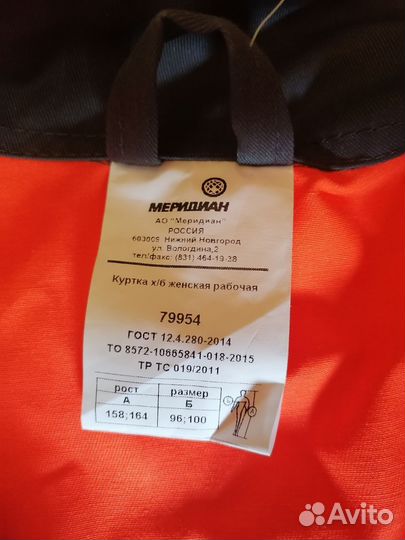 МЕРИДИАН
АО "Меридиан"
РОССИЯ
603009 Нижний Новгород
ул. Вологдина,2
тел/факс: (831) 464-19-38
Куртка х/б женская рабочая
79954
ГОСТ 12.4.280-2014
ТО 8572-10665841-018-2015
ТР ТС 019/2011
рост размер
А Б
158;164 96;100
Avito